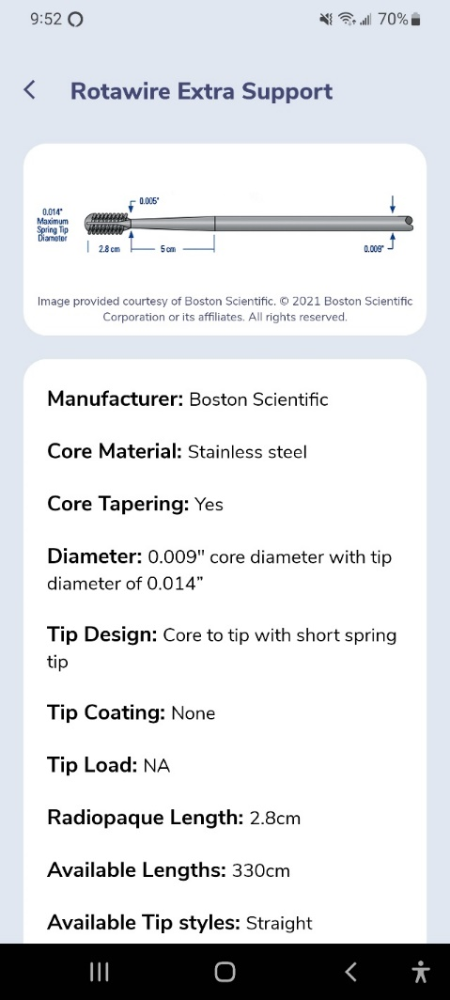 9:52 70%
Rotawire Extra Support
0.005"
0.014"
Maximum
Spring Tip
Diameter
2.8 cm 5 cm 0.009"
Image provided courtesy of Boston Scientific. © 2021 Boston Scientific
Corporation or its affiliates. All rights reserved.
Manufacturer: Boston Scientific
Core Material: Stainless steel
Core Tapering: Yes
Diameter: 0.009" core diameter with tip
diameter of 0.014”
Tip Design: Core to tip with short spring
tip
Tip Coating: None
Tip Load: NA
Radiopaque Length: 2.8cm
Available Lengths: 330cm
Available Tip styles: Straight